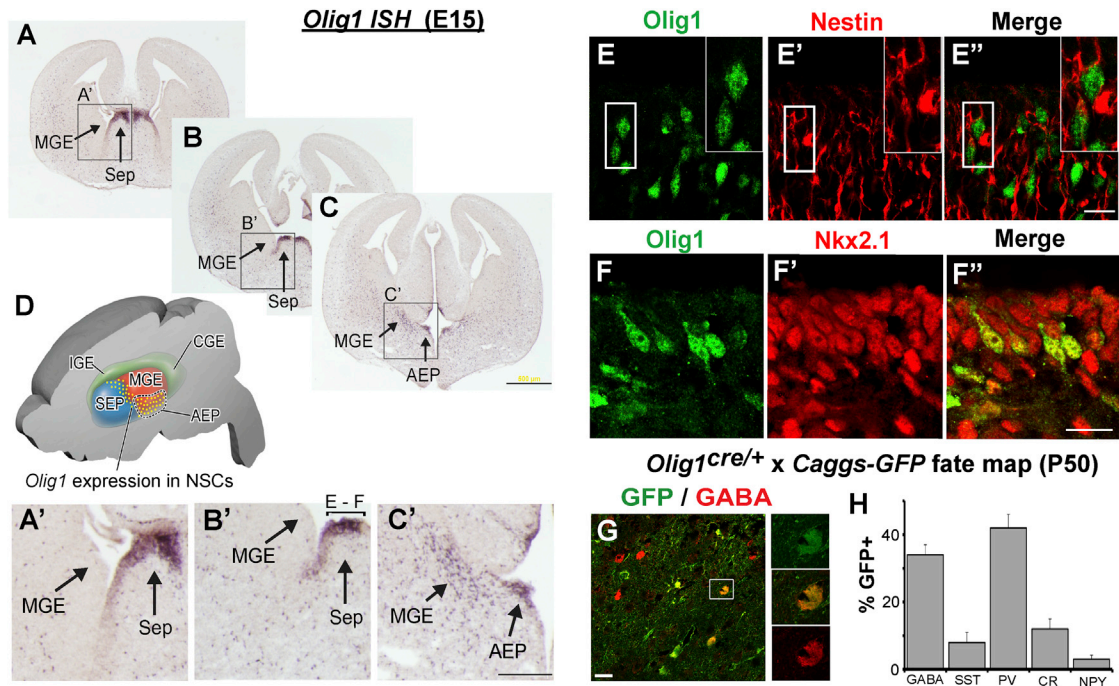 Olig1 ISH (E15)
A
A'
MGE
Sep
B
B'
MGE
Sep
C
C'
MGE
AEP
800 µm
D
IGE
CGE
MGE
SEP
AEP
Olig1 expression in NSCs
A'
MGE
Sep
B'
E - F
MGE
Sep
C'
MGE
AEP
Olig1
Nestin
Merge
E
E'
E"
Olig1
Nkx2.1
Merge
F
F'
F"
Olig1cre/+ x Caggs-GFP fate map (P50)
GFP / GABA
G
H
% GFP+
40
20
0
GABA SST PV CR NPY